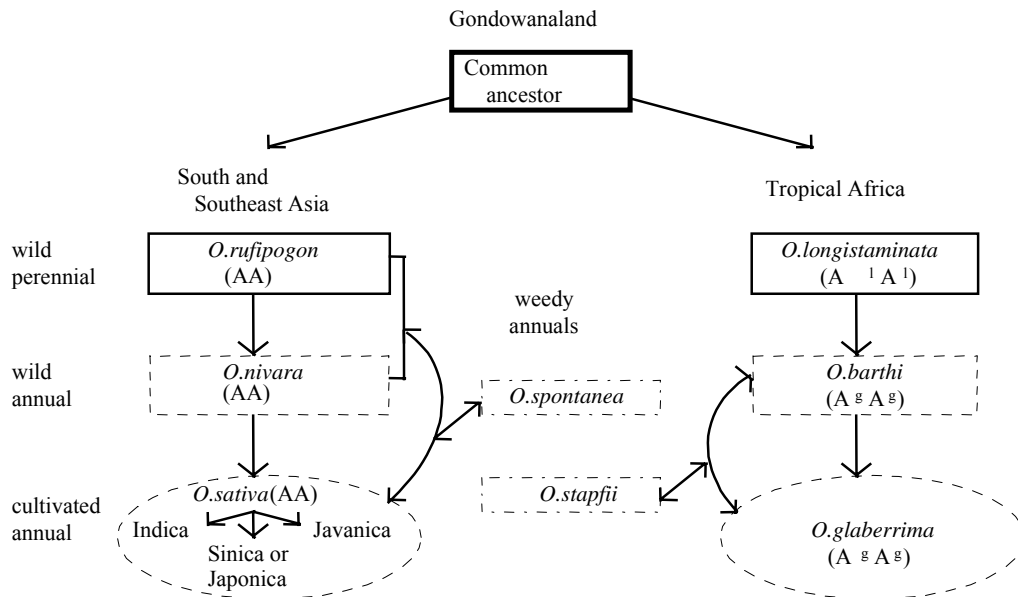 Gondowanaland
Common
ancestor
South and
Southeast Asia
Tropical Africa
wild
perennial
O.rufipogon
(AA)
O.longistaminata
(A l A l)
weedy
annuals
wild
annual
O.nivara
(AA)
O.spontanea
O.barthi
(A g A g)
cultivated
annual
O.sativa(AA)
Indica
Javanica
Sinica or
Japonica
O.stapfii
O.glaberrima
(A g A g)